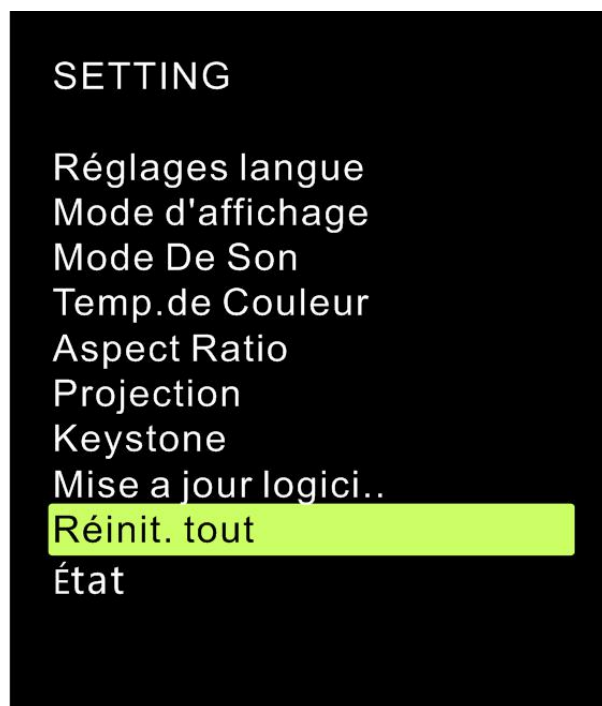 SETTING
Réglages langue
Mode d'affichage
Mode De Son
Temp.de Couleur
Aspect Ratio
Projection
Keystone
Mise a jour logici..
Réinit. tout
État